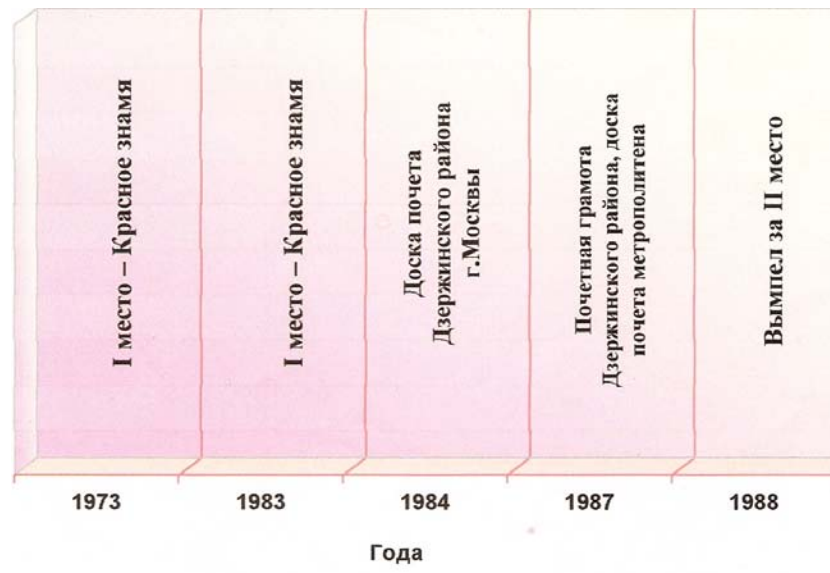 I место – Красное знамя
I место – Красное знамя
Доска почета
Дзержинского района
г.Москвы
Почетная грамота
Дзержинского района, доска
почета метрополитена
Вымпел за II место
1973
1983
1984
1987
1988
Года